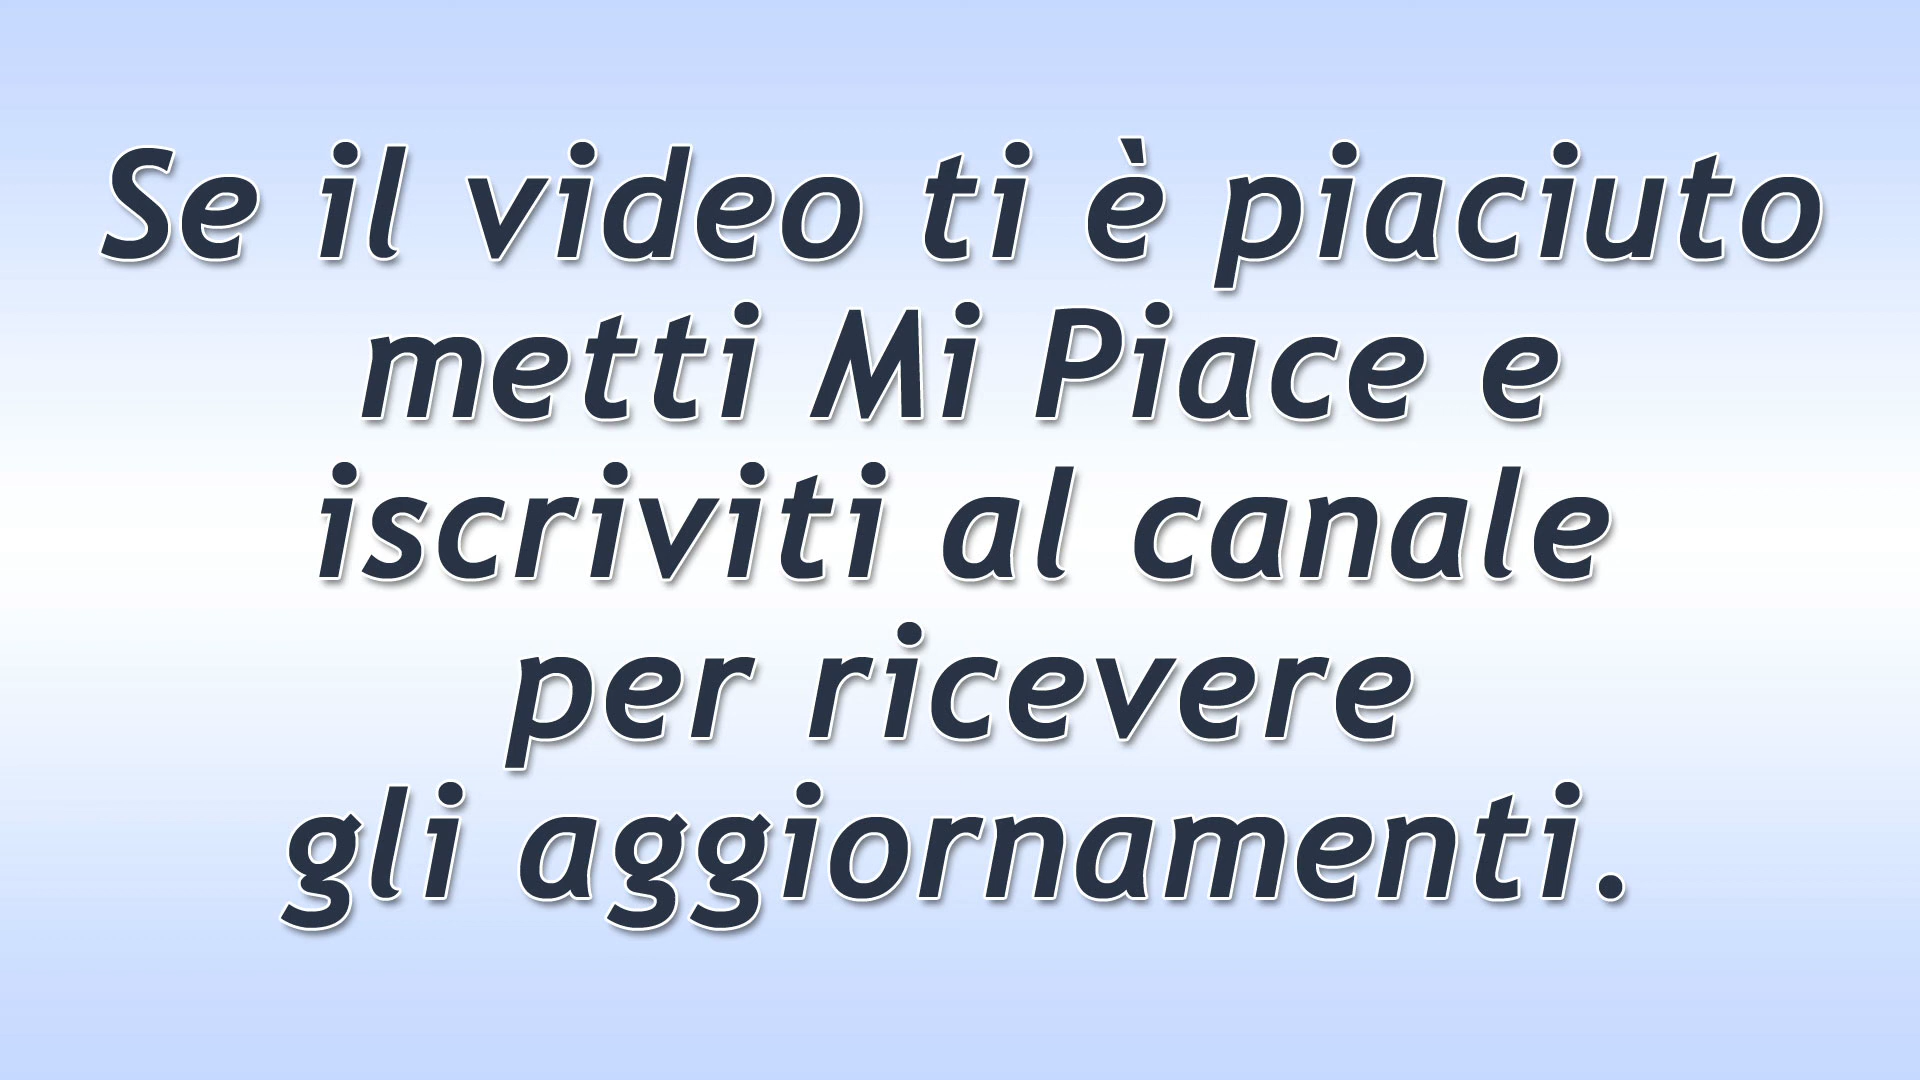 Se il video ti è piaciuto
metti Mi Piace e
iscriviti al canale
per ricevere
gli aggiornamenti.